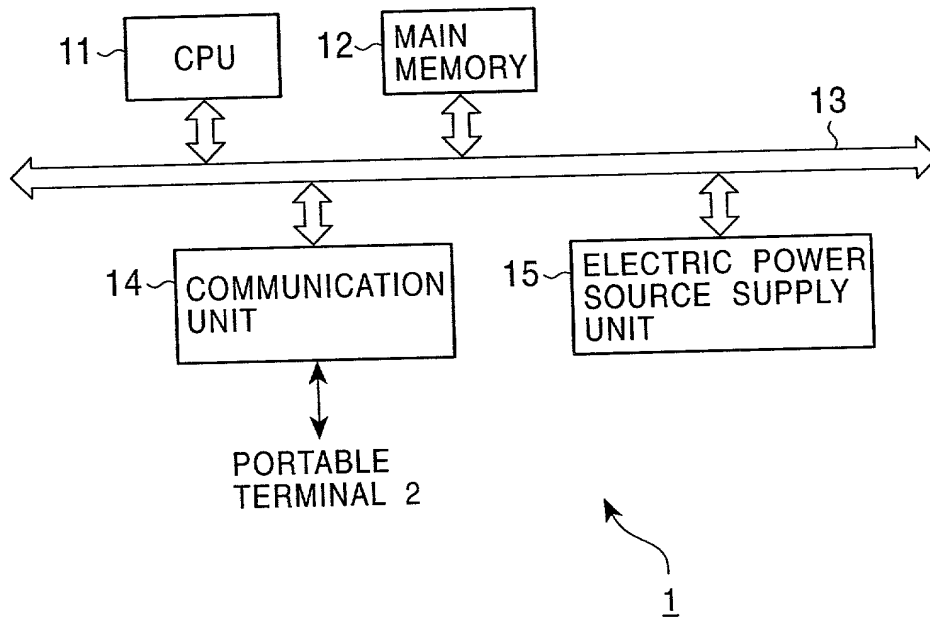 11
CPU
12
MAIN
MEMORY
13
14
COMMUNICATION
UNIT
15
ELECTRIC POWER
SOURCE SUPPLY
UNIT
PORTABLE
TERMINAL 2
1